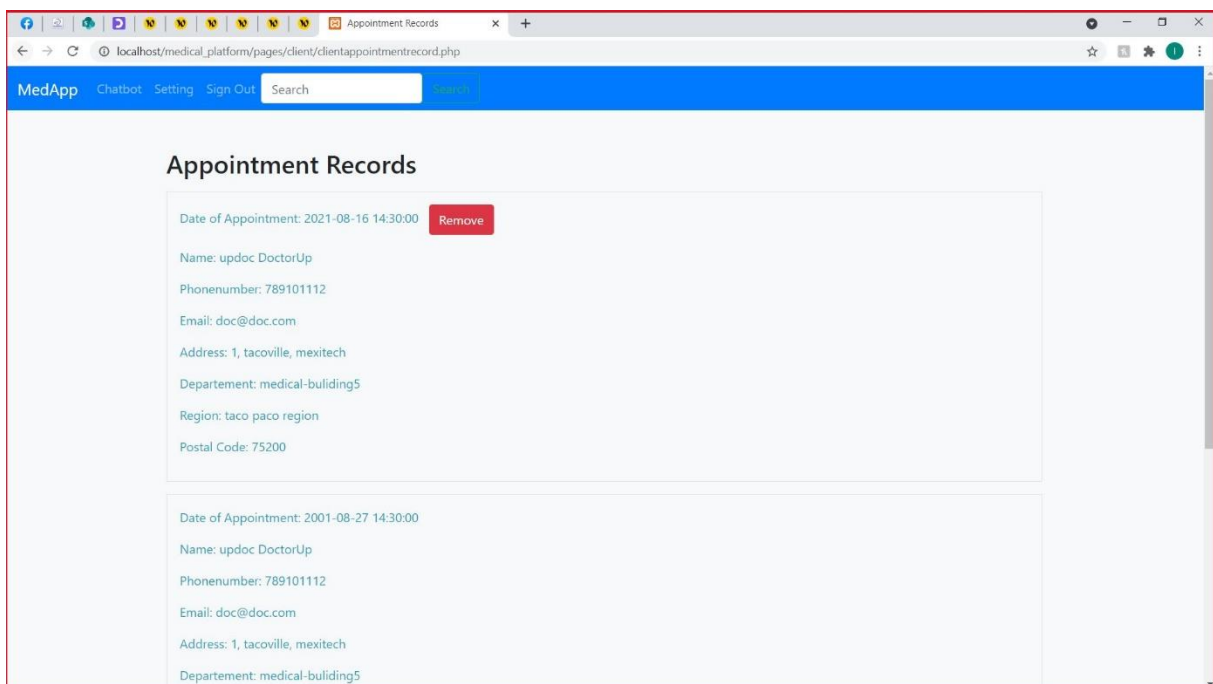 Appointment Records
localhost/medical_platform/pages/client/clientappointmentrecord.php
MedApp Chatbot Setting Sign Out Search Search
Appointment Records
Date of Appointment: 2021-08-16 14:30:00 Remove
Name: updoc DoctorUp
Phonenumber: 789101112
Email: doc@doc.com
Address: 1, tacoville, mexitech
Departement: medical-buliding5
Region: taco paco region
Postal Code: 75200
Date of Appointment: 2001-08-27 14:30:00
Name: updoc DoctorUp
Phonenumber: 789101112
Email: doc@doc.com
Address: 1, tacoville, mexitech
Departement: medical-buliding5